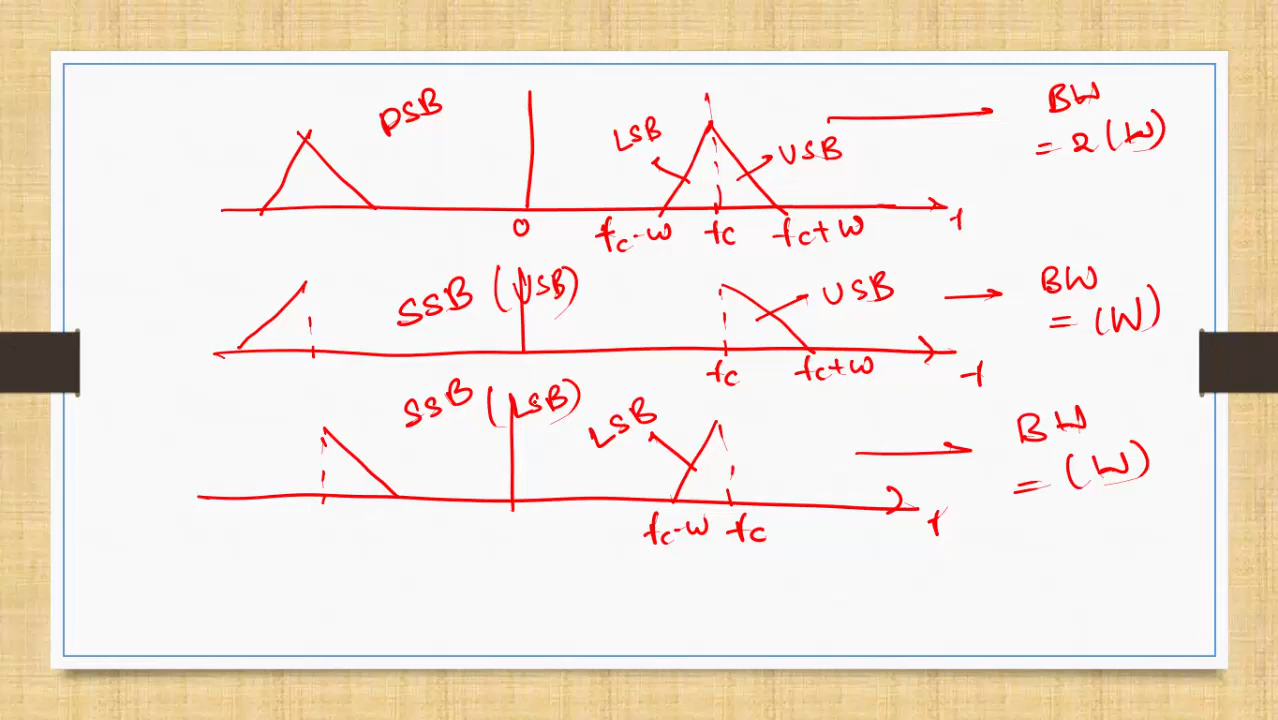 DSB
LSB
USB
BW
= 2(W)
0
fc-w
fc
fc+w
f
SSB (USB)
USB
BW
= (W)
fc
fc+w
f
SSB (LSB)
LSB
BW
= (W)
fc-w
fc
f